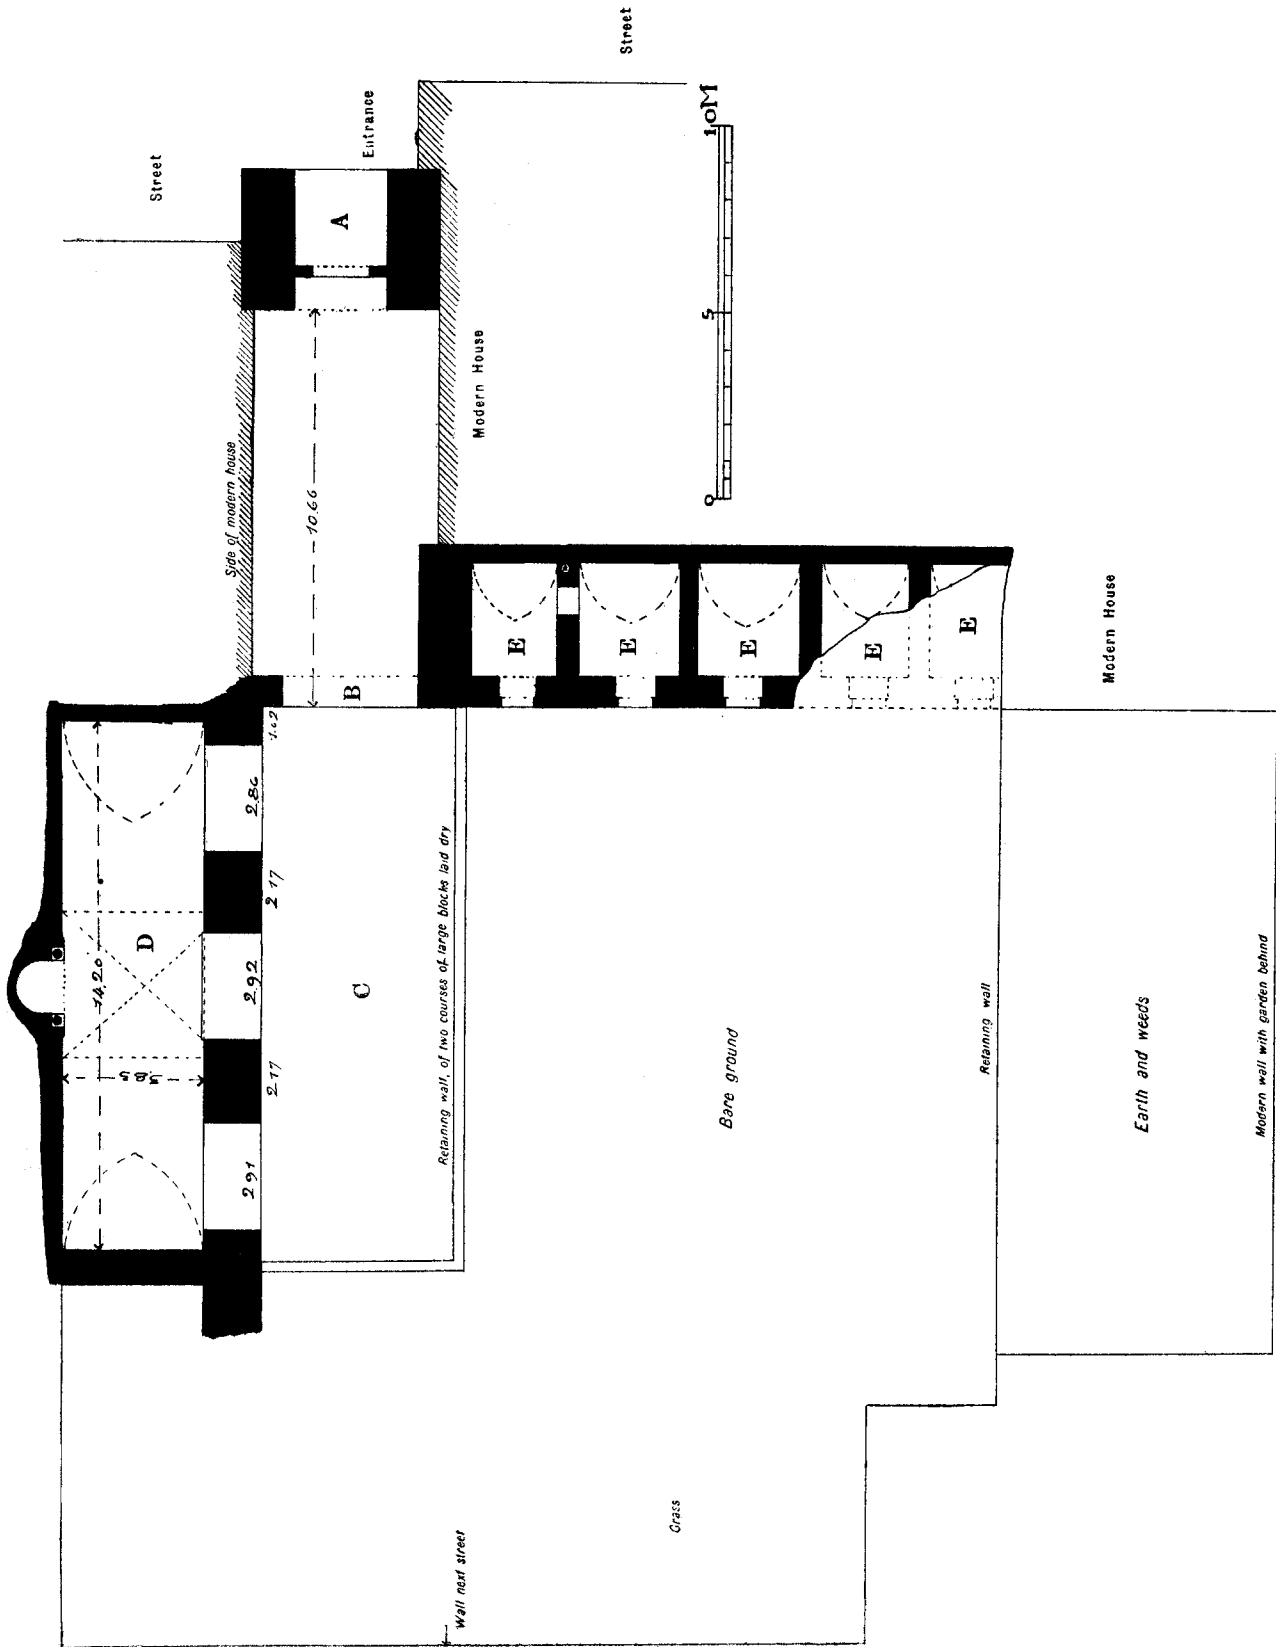 14.20
D
Street
Side of modern house
2 91
2.92
2.86
2 17
2 17
1.02
10.66
C
B
A
Entrance
Retaining wall, of two courses of large blocks laid dry
Wall next street
Modern House
E
E
E
E
E
Street
Grass
0
5
10M
Bare ground
Retaining wall
Modern House
Earth and weeds
Modern wall with garden behind